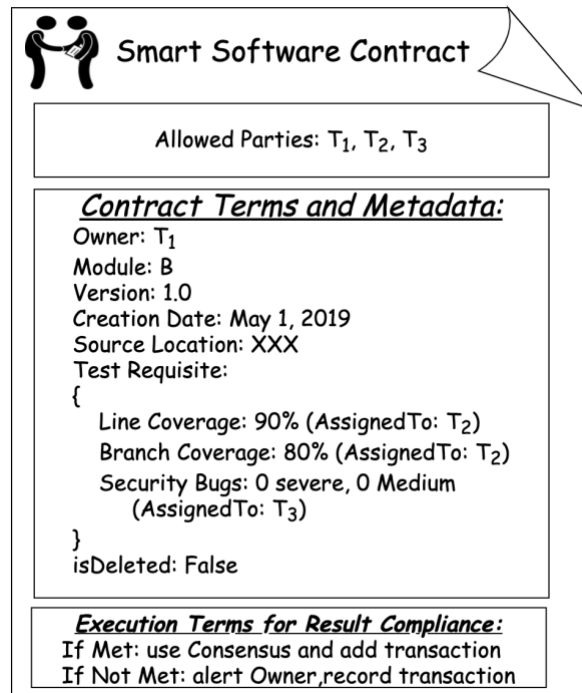 Smart Software Contract
Allowed Parties: T₁, T₂, T₃
Contract Terms and Metadata:
Owner: T₁
Module: B
Version: 1.0
Creation Date: May 1, 2019
Source Location: XXX
Test Requisite:
{
Line Coverage: 90% (AssignedTo: T₂)
Branch Coverage: 80% (AssignedTo: T₂)
Security Bugs: 0 severe, 0 Medium
(AssignedTo: T₃)
}
isDeleted: False
Execution Terms for Result Compliance:
If Met: use Consensus and add transaction
If Not Met: alert Owner,record transaction